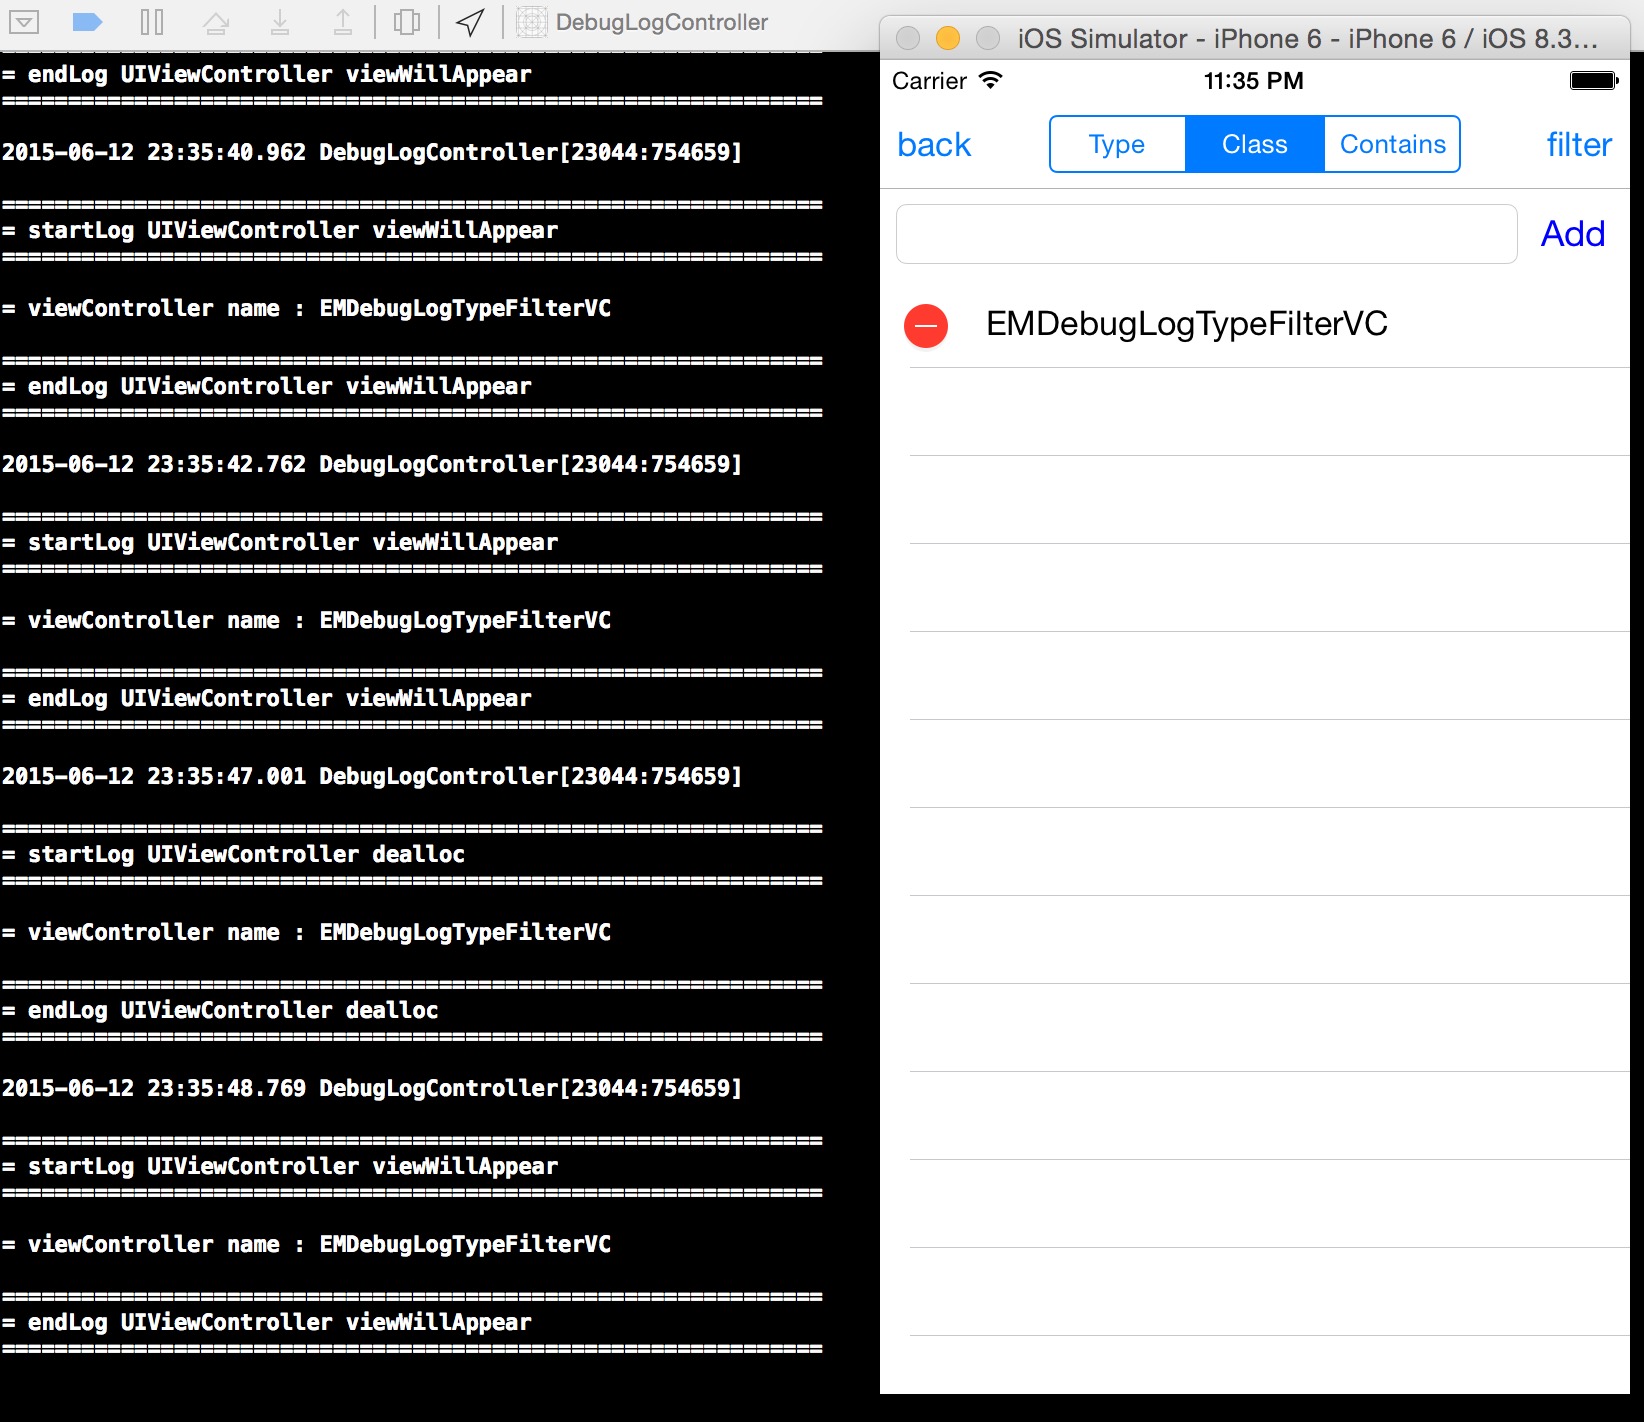 DebugLogController
= endLog UIViewController viewWillAppear
==============================================================
2015-06-12 23:35:40.962 DebugLogController[23044:754659]
==============================================================
= startLog UIViewController viewWillAppear
==============================================================
= viewController name : EMDebugLogTypeFilterVC
==============================================================
= endLog UIViewController viewWillAppear
==============================================================
2015-06-12 23:35:42.762 DebugLogController[23044:754659]
==============================================================
= startLog UIViewController viewWillAppear
==============================================================
= viewController name : EMDebugLogTypeFilterVC
==============================================================
= endLog UIViewController viewWillAppear
==============================================================
2015-06-12 23:35:47.001 DebugLogController[23044:754659]
==============================================================
= startLog UIViewController dealloc
==============================================================
= viewController name : EMDebugLogTypeFilterVC
==============================================================
= endLog UIViewController dealloc
==============================================================
2015-06-12 23:35:48.769 DebugLogController[23044:754659]
==============================================================
= startLog UIViewController viewWillAppear
==============================================================
= viewController name : EMDebugLogTypeFilterVC
==============================================================
= endLog UIViewController viewWillAppear
==============================================================
iOS Simulator - iPhone 6 - iPhone 6 / iOS 8.3...
Carrier 11:35 PM
back Type Class Contains filter
Add
EMDebugLogTypeFilterVC